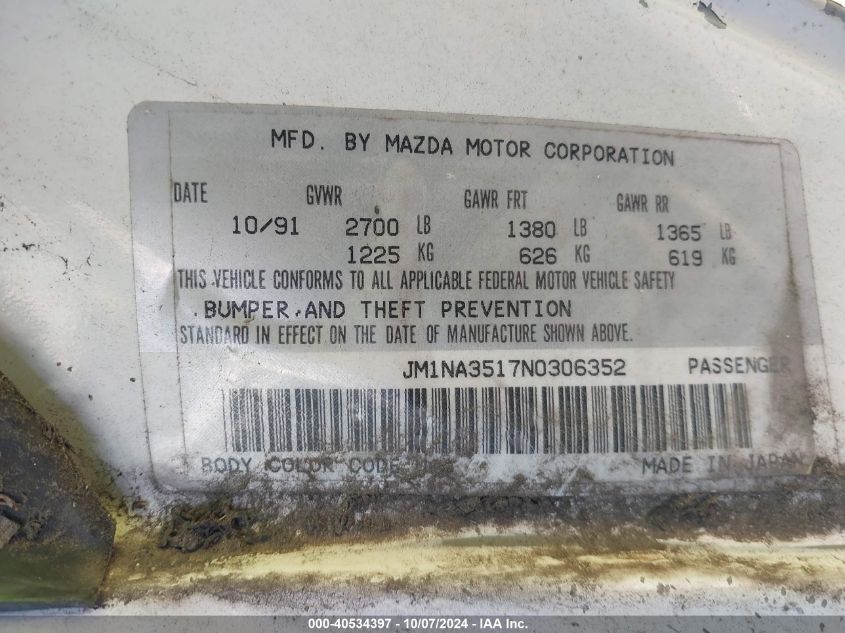 MFD. BY MAZDA MOTOR CORPORATION
DATE GVWR GAWR FRT GAWR RR
10/91 2700 LB 1380 LB 1365 LB
1225 KG 626 KG 619 KG
THIS VEHICLE CONFORMS TO ALL APPLICABLE FEDERAL MOTOR VEHICLE SAFETY
BUMPER AND THEFT PREVENTION
STANDARD IN EFFECT ON THE DATE OF MANUFACTURE SHOWN ABOVE.
JM1NA3517N0306352 PASSENGER
BODY COLOR CODE MADE IN JAPAN
000-40534397 - 10/07/2024 - IAAI.COM